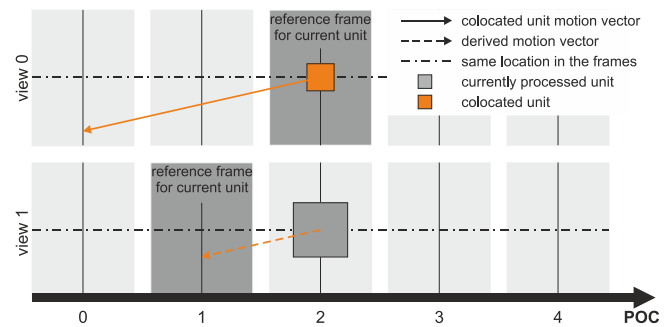 reference frame
for current unit
colocated unit motion vector
derived motion vector
same location in the frames
currently processed unit
colocated unit
view 0
reference frame
for current unit
view 1
0 1 2 3 4 POC